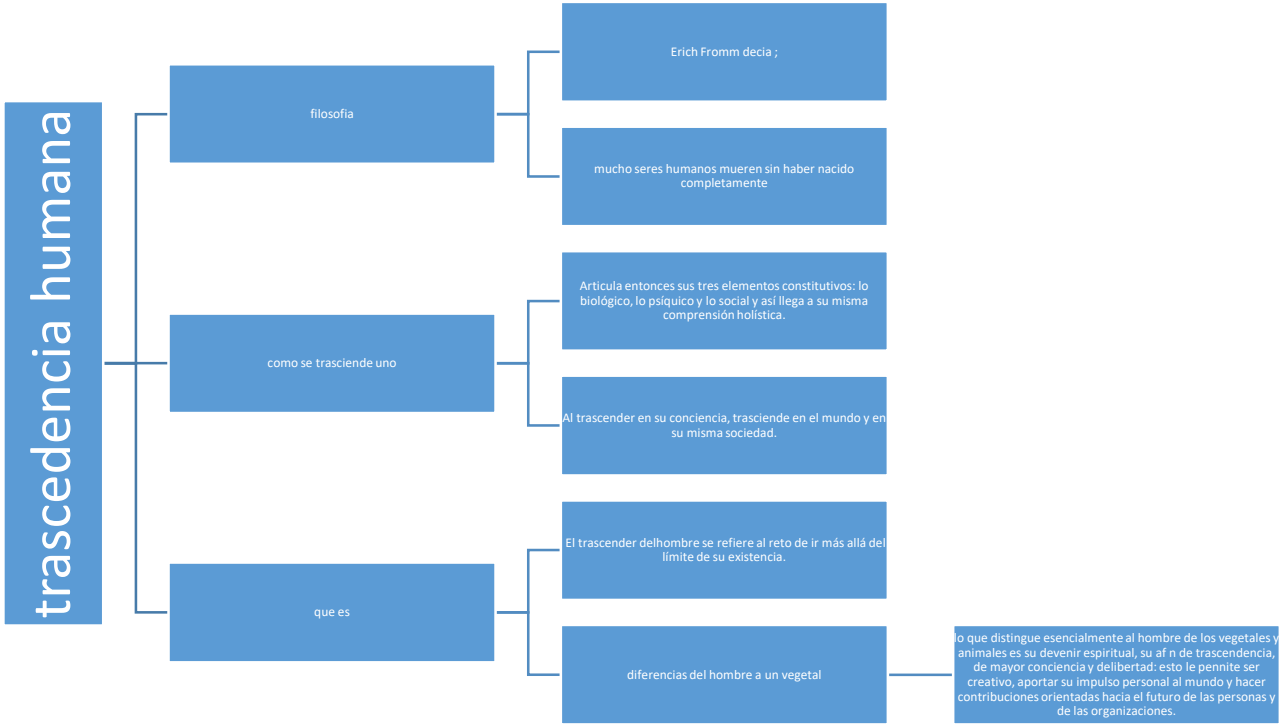 trascedencia humana
filosofia
Erich Fromm decia ;
mucho seres humanos mueren sin haber nacido
completamente
como se trasciende uno
Articula entonces sus tres elementos constitutivos: lo
biológico, lo psíquico y lo social y así llega a su misma
comprensión holística.
Al trascender en su conciencia, trasciende en el mundo y en
su misma sociedad.
que es
El trascender delhombre se refiere al reto de ir más allá del
límite de su existencia.
diferencias del hombre a un vegetal
lo que distingue esencialmente al hombre de los vegetales y
animales es su devenir espiritual, su af n de trascendencia,
de mayor conciencia y delibertad: esto le pennite ser
creativo, aportar su impulso personal al mundo y hacer
contribuciones orientadas hacia el futuro de las personas y
de las organizaciones.